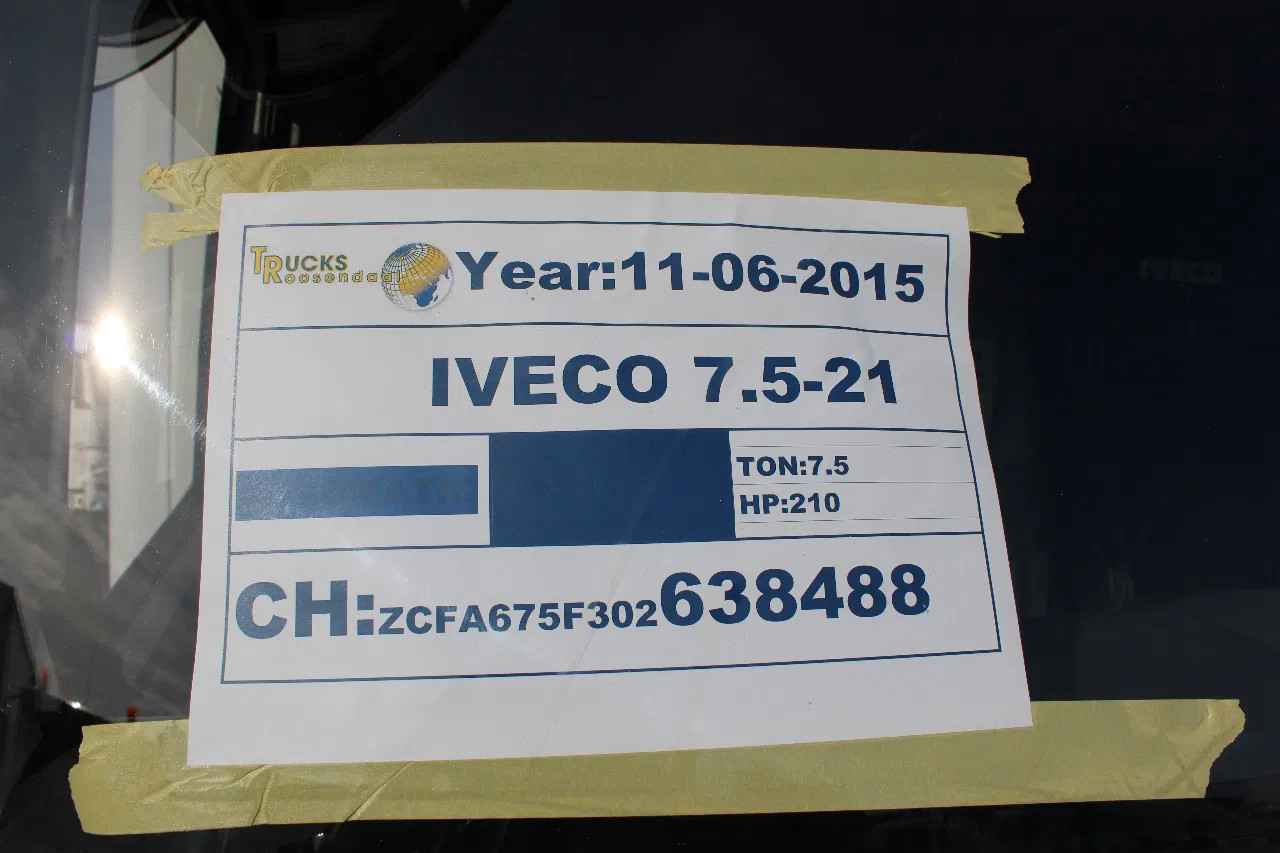 TRUCKS
Roosendaal
Year:11-06-2015
IVECO 7.5-21
TON:7.5
HP:210
CH:ZCFA675F302638488
IVECO